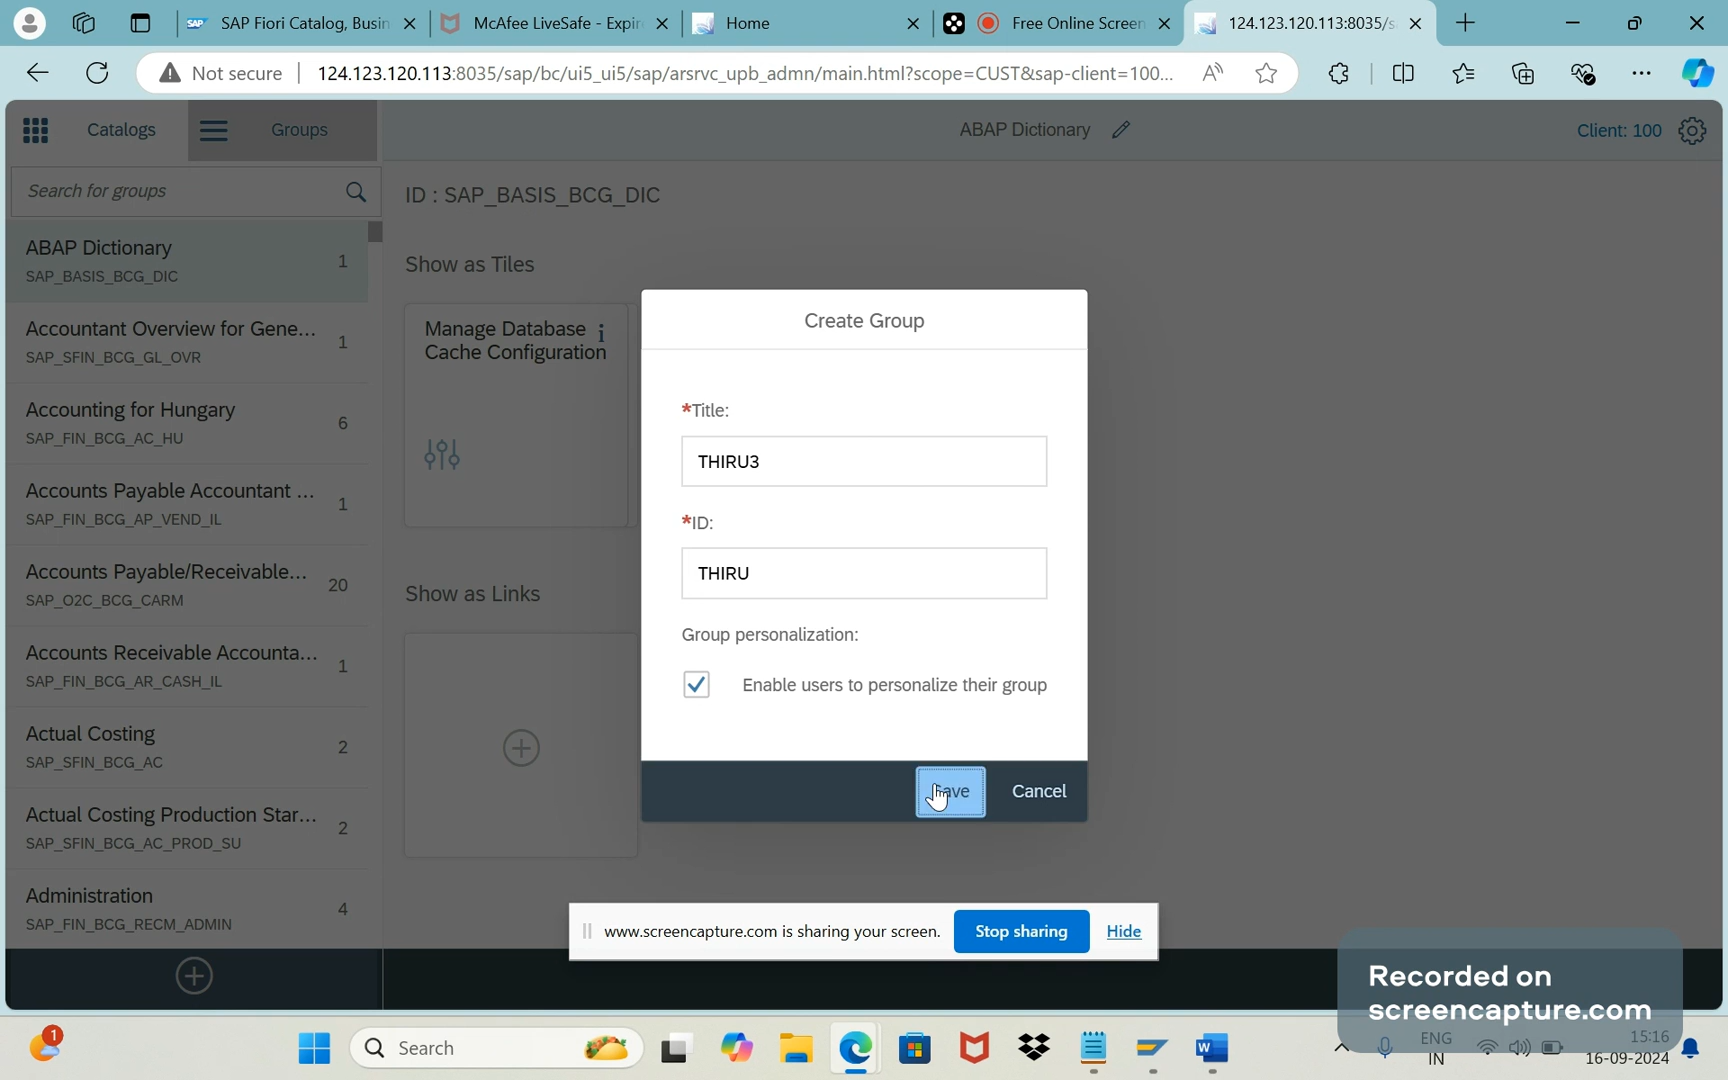 SAP Fiori Catalog, Busin
McAfee LiveSafe - Expir
Home
Free Online Screen
124.123.120.113:8035/s
Not secure
124.123.120.113:8035/sap/bc/ui5_ui5/sap/arsrvc_upb_admn/main.html?scope=CUST&sap-client=100...
Catalogs
Groups
ABAP Dictionary
Client: 100
Search for groups
ID : SAP_BASIS_BCG_DIC
ABAP Dictionary
SAP_BASIS_BCG_DIC
1
Accountant Overview for Gene...
SAP_SFIN_BCG_GL_OVR
1
Accounting for Hungary
SAP_FIN_BCG_AC_HU
6
Accounts Payable Accountant ...
SAP_FIN_BCG_AP_VEND_IL
1
Accounts Payable/Receivable...
SAP_O2C_BCG_CARM
20
Accounts Receivable Accounta...
SAP_FIN_BCG_AR_CASH_IL
1
Actual Costing
SAP_SFIN_BCG_AC
2
Actual Costing Production Star...
SAP_SFIN_BCG_AC_PROD_SU
2
Administration
SAP_FIN_BCG_RECM_ADMIN
4
Show as Tiles
Manage Database
Cache Configuration
Show as Links
Create Group
*Title:
THIRU3
*ID:
THIRU
Group personalization:
Enable users to personalize their group
Cancel
www.screencapture.com is sharing your screen.
Stop sharing
Hide
Recorded on
screencapture.com
1
Search
ENG
IN
15:16
16-09-2024